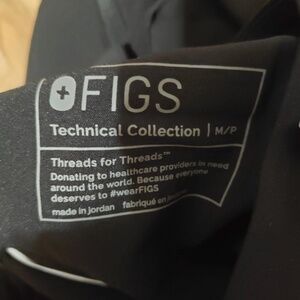 FIGS
Technical Collection | M/P
Threads for Threads™
Donating to healthcare providers in need
around the world. Because everyone
deserves to #wearFIGS
made in jordan fabriqué en